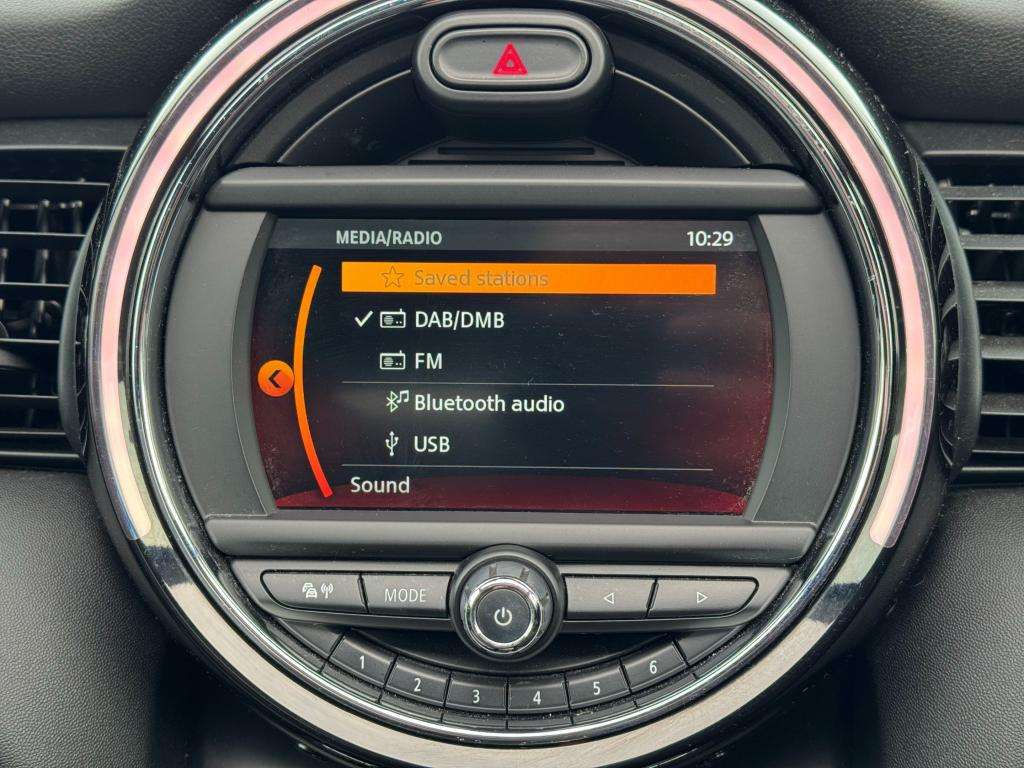 MEDIA/RADIO 10:29
Saved stations
DAB/DMB
FM
Bluetooth audio
USB
Sound
MODE
1 2 3 4 5 6